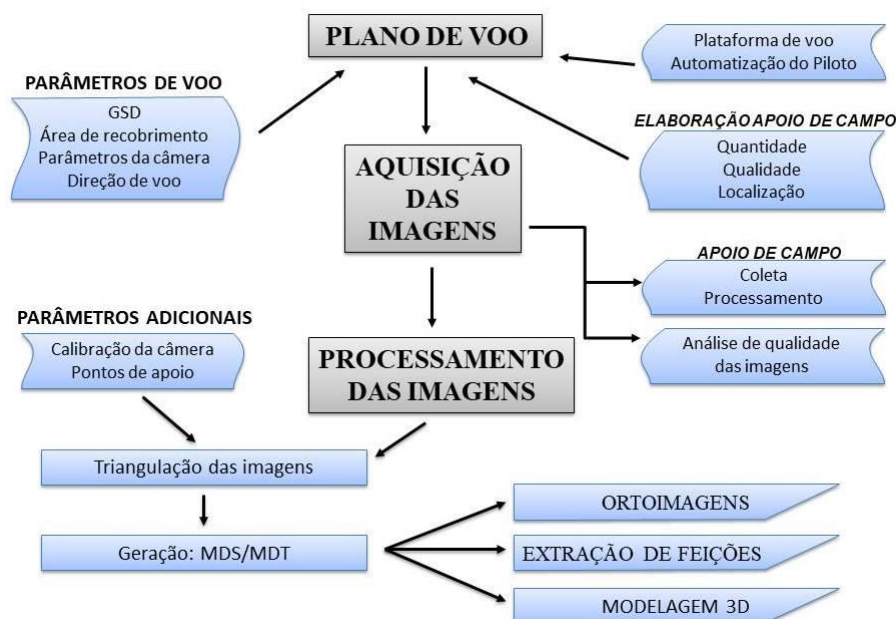 PLANO DE VOO
Plataforma de voo
Automatização do Piloto
PARÂMETROS DE VOO
GSD
Área de recobrimento
Parâmetros da câmera
Direção de voo
ELABORAÇÃO APOIO DE CAMPO
Quantidade
Qualidade
Localização
AQUISIÇÃO
DAS
IMAGENS
APOIO DE CAMPO
Coleta
Processamento
Análise de qualidade
das imagens
PARÂMETROS ADICIONAIS
Calibração da câmera
Pontos de apoio
PROCESSAMENTO
DAS IMAGENS
Triangulação das imagens
Geração: MDS/MDT
ORTOIMAGENS
EXTRAÇÃO DE FEIÇÕES
MODELAGEM 3D